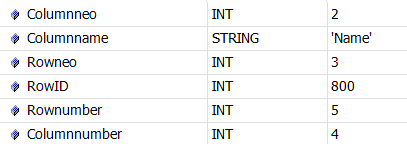 Columnneo INT 2
Columnname STRING 'Name'
Rowneo INT 3
RowID INT 800
Rownumber INT 5
Columnnumber INT 4